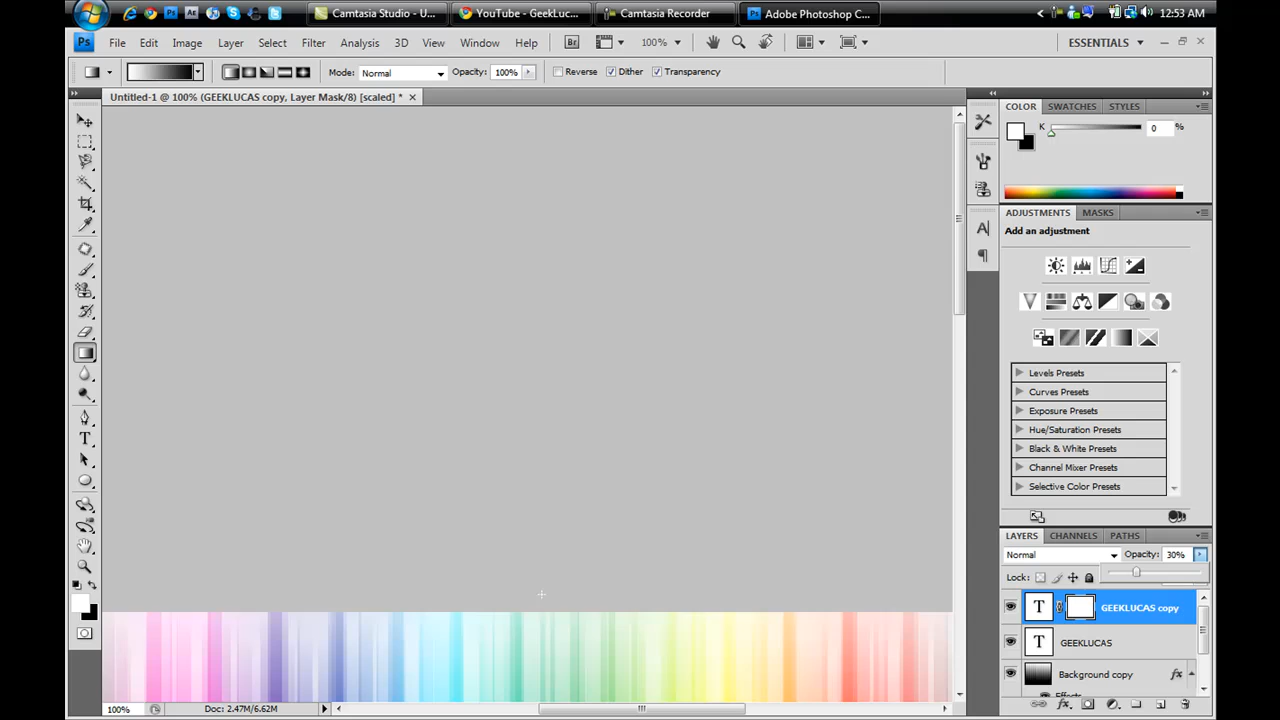 Camtasia Studio - U...
YouTube - GeekLuc...
Camtasia Recorder
Adobe Photoshop C...
12:53 AM
Ps File Edit Image Layer Select Filter Analysis 3D View Window Help Br 100% ESSENTIALS
Mode: Normal Opacity: 100% Reverse Dither Transparency
Untitled-1 @ 100% (GEEKLUCAS copy, Layer Mask/8) [scaled] *
COLOR SWATCHES STYLES
K 0 %
ADJUSTMENTS MASKS
Add an adjustment
Levels Presets
Curves Presets
Exposure Presets
Hue/Saturation Presets
Black & White Presets
Channel Mixer Presets
Selective Color Presets
LAYERS CHANNELS PATHS
Normal Opacity: 30%
Lock:
T GEEKLUCAS copy
T GEEKLUCAS
Background copy fx
Effects
100% Doc: 2.47M/6.62M